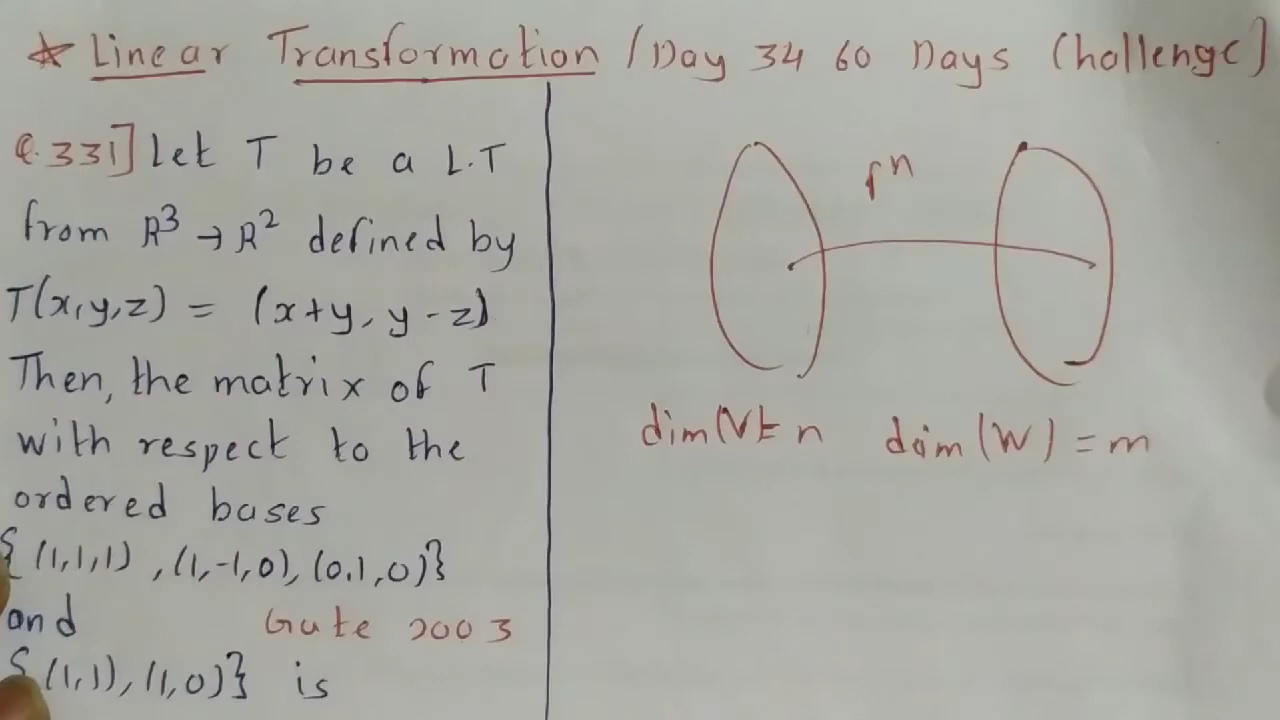 * Linear Transformation / Day 34 60 Days Challenge)
Q.331] Let T be a L.T
from R³ → R² defined by
T(x,y,z) = (x+y, y-z)
Then, the matrix of T
with respect to the
ordered bases
{(1,1,1), (1,-1,0), (0.1,0)}
and Gate 2003
{(1,1), (1,0)} is
dim(V)= n dim(W) = m